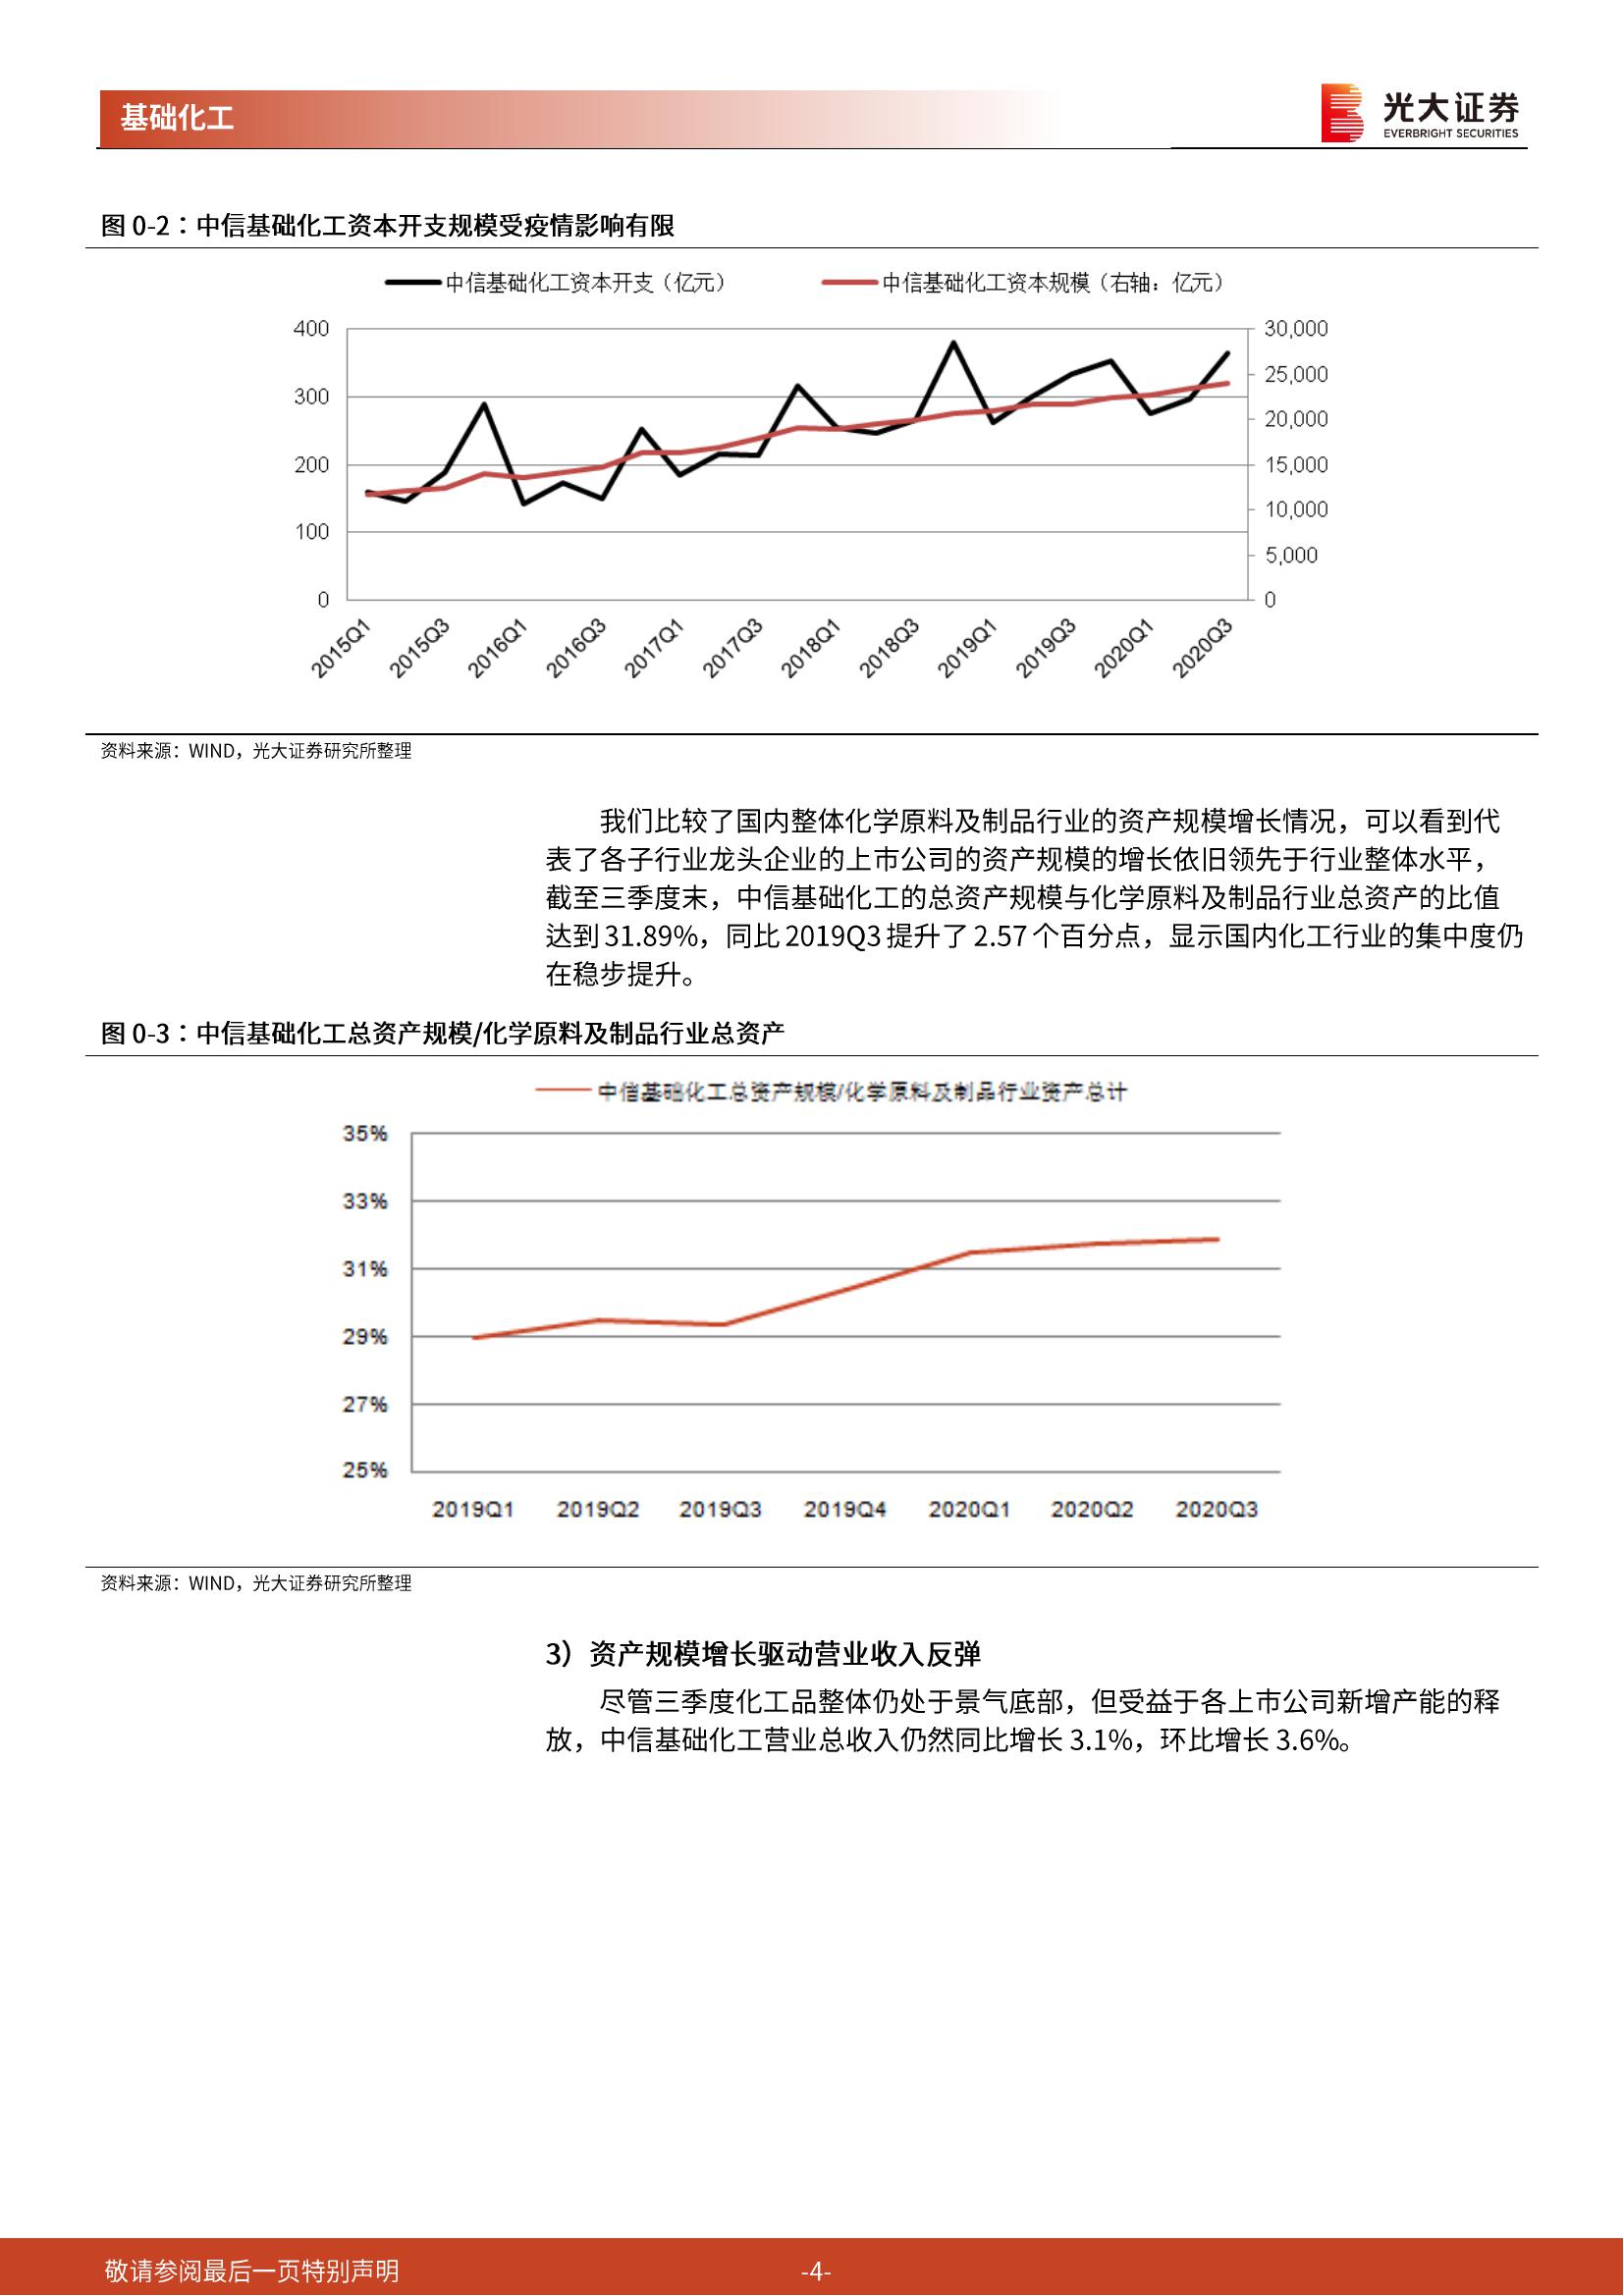 基础化工
光大证券
EVERBRIGHT SECURITIES
图 0-2：中信基础化工资本开支规模受疫情影响有限
中信基础化工资本开支（亿元）
中信基础化工资本规模（右轴：亿元）
400
300
200
100
0
30,000
25,000
20,000
15,000
10,000
5,000
0
2015Q1
2015Q3
2016Q1
2016Q3
2017Q1
2017Q3
2018Q1
2018Q3
2019Q1
2019Q3
2020Q1
2020Q3
资料来源：WIND，光大证券研究所整理
我们比较了国内整体化学原料及制品行业的资产规模增长情况，可以看到代
表了各子行业龙头企业的上市公司的资产规模的增长依旧领先于行业整体水平，
截至三季度末，中信基础化工的总资产规模与化学原料及制品行业总资产的比值
达到 31.89%，同比 2019Q3 提升了 2.57 个百分点，显示国内化工行业的集中度仍
在稳步提升。
图 0-3：中信基础化工总资产规模/化学原料及制品行业总资产
中信基础化工总资产规模/化学原料及制品行业资产总计
35%
33%
31%
29%
27%
25%
2019Q1
2019Q2
2019Q3
2019Q4
2020Q1
2020Q2
2020Q3
资料来源：WIND，光大证券研究所整理
3）资产规模增长驱动营业收入反弹
尽管三季度化工品整体仍处于景气底部，但受益于各上市公司新增产能的释
放，中信基础化工营业总收入仍然同比增长 3.1%，环比增长 3.6%。
敬请参阅最后一页特别声明
-4-